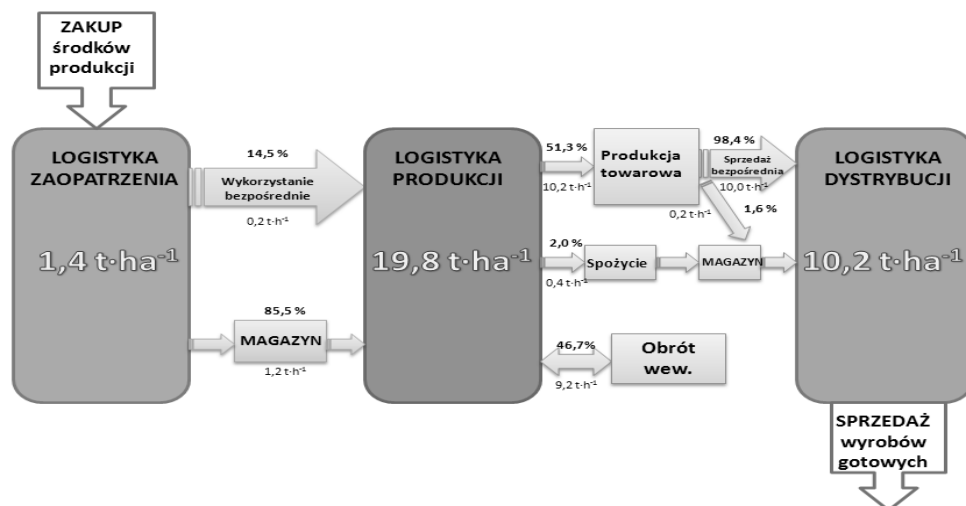 ZAKUP
środków
produkcji
LOGISTYKA
ZAOPATRZENIA
1,4 t·ha⁻¹
14,5 %
Wykorzystanie
bezpośrednie
0,2 t·h⁻¹
85,5 %
MAGAZYN
1,2 t·h⁻¹
LOGISTYKA
PRODUKCJI
19,8 t·ha⁻¹
51,3 %
10,2 t·h⁻¹
Produkcja
towarowa
98,4 %
Sprzedaż
bezpośrednia
10,0 t·h⁻¹
0,2 t·h⁻¹
1,6 %
2,0 %
0,4 t·h⁻¹
Spożycie
MAGAZYN
46,7%
9,2 t·h⁻¹
Obrót
wew.
LOGISTYKA
DYSTRYBUCJI
10,2 t·ha⁻¹
SPRZEDAŻ
wyrobów
gotowych